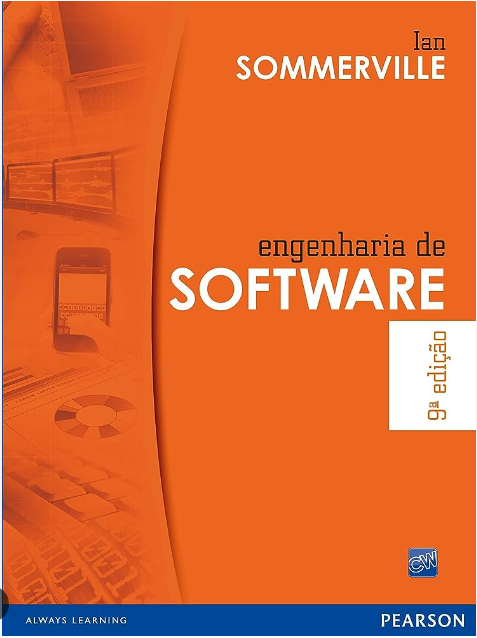 Ian
SOMMERVILLE
engenharia de
SOFTWARE
9ª edição
CW
ALWAYS LEARNING
PEARSON